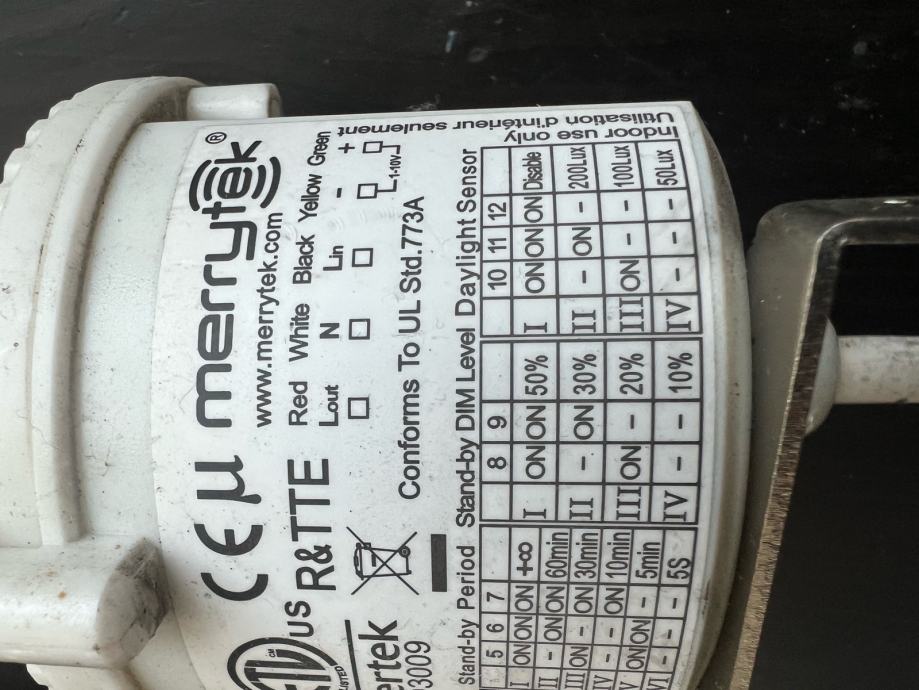 CE μ merrytek®
www.merrytek.com
US R&TTE
LISTED CM
Red White Black Yellow Green
Lout N Lin - +
1-10V
Conforms To UL Std.773A
ertek
3009
Stand-by Period Stand-by DIM Level Daylight Sensor
5 6 7 8 9 10 11 12
I ON ON ON +∞ I ON ON 50% I ON ON ON Disable
II - ON ON 60min II - ON 30% II - ON - 200Lux
III ON - ON 30min III ON - 20% III ON - - 100Lux
IV - - ON 10min IV - - 10% IV - - - 50Lux
V ON ON - 5min
VI - - - 5S
Indoor use only
Utilisation d'intérieur seulement